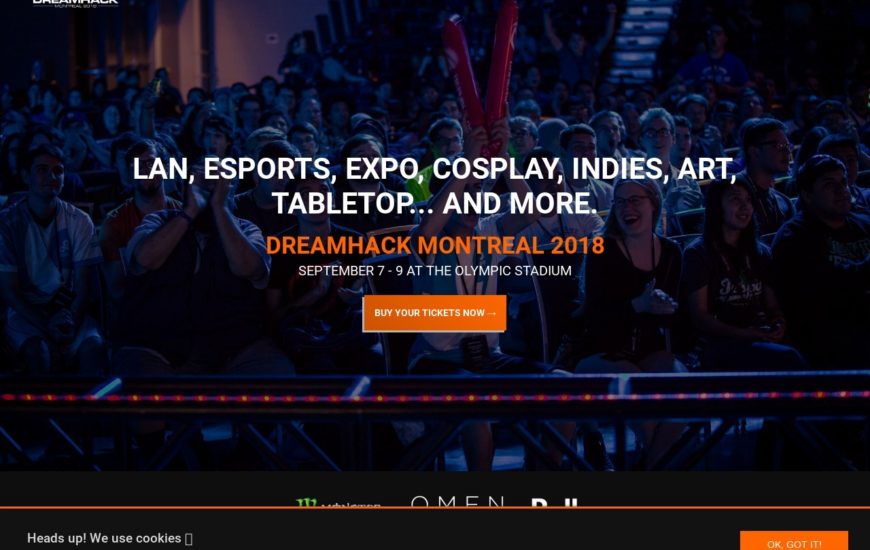 DREAMHACK
MONTREAL 2018
LAN, ESPORTS, EXPO, COSPLAY, INDIES, ART,
TABLETOP... AND MORE.
DREAMHACK MONTREAL 2018
SEPTEMBER 7 - 9 AT THE OLYMPIC STADIUM
BUY YOUR TICKETS NOW →
MONSTER OMEN
Heads up! We use cookies
OK, GOT IT!